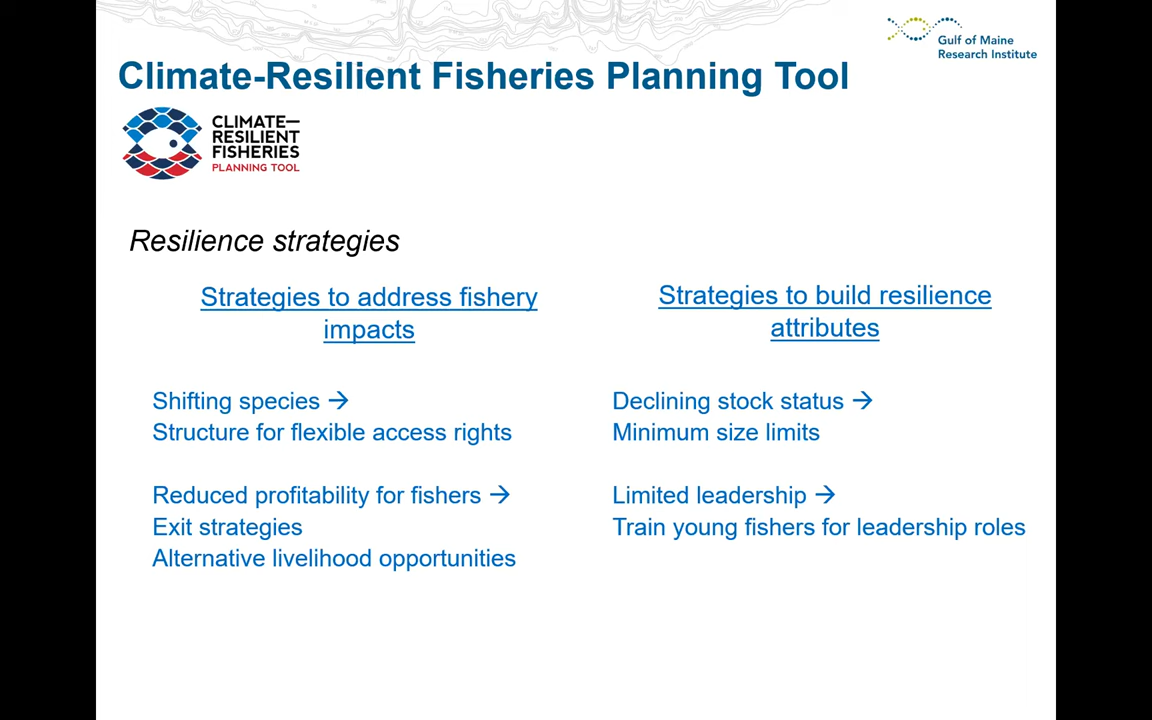 Gulf of Maine
Research Institute
Climate-Resilient Fisheries Planning Tool
CLIMATE—
RESILIENT
FISHERIES
PLANNING TOOL
Resilience strategies
Strategies to address fishery
impacts
Shifting species →
Structure for flexible access rights
Reduced profitability for fishers →
Exit strategies
Alternative livelihood opportunities
Strategies to build resilience
attributes
Declining stock status →
Minimum size limits
Limited leadership →
Train young fishers for leadership roles